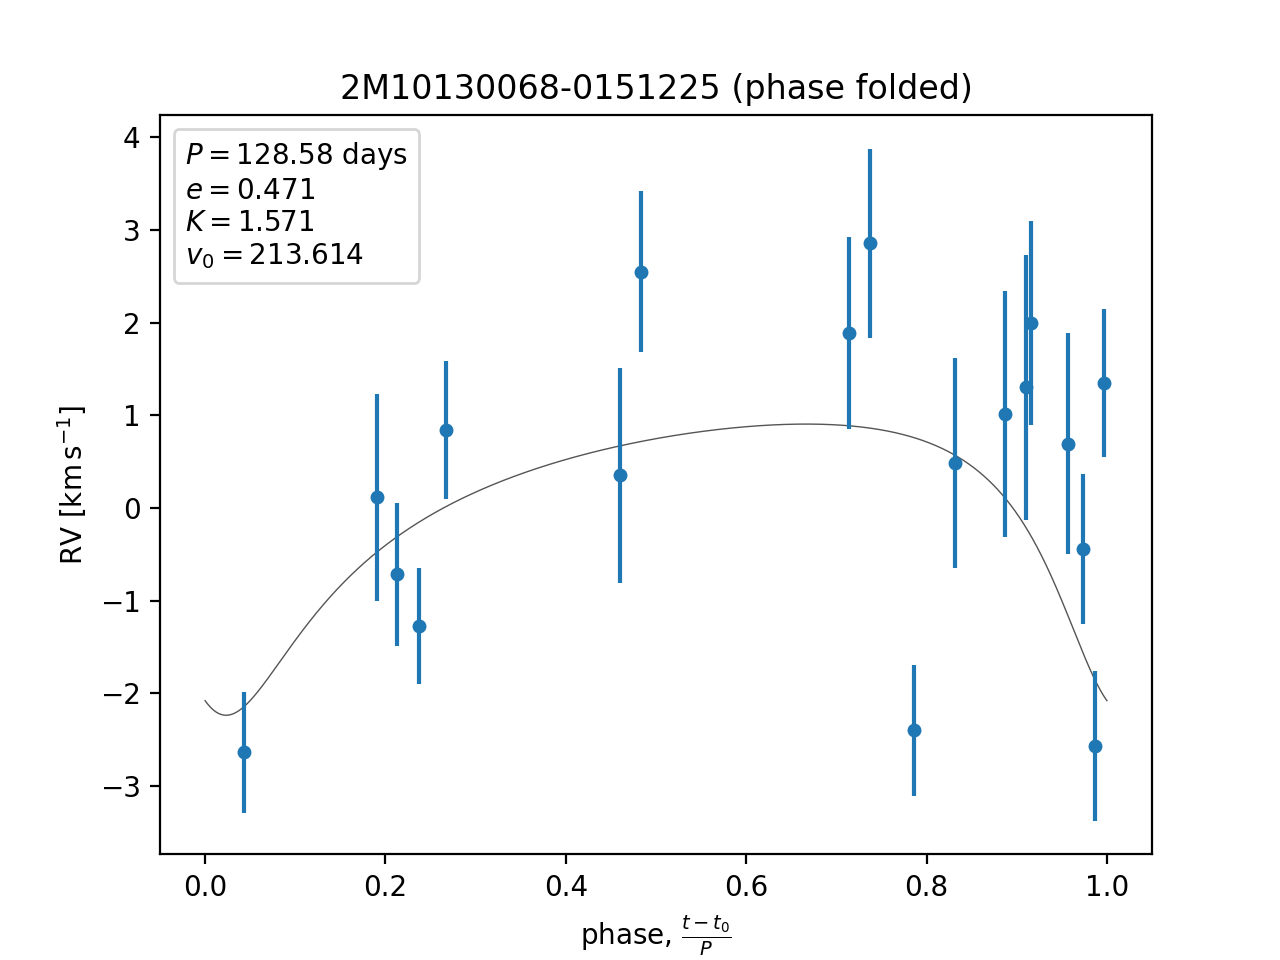 2M10130068-0151225 (phase folded)
P = 128.58 days
e = 0.471
K = 1.571
v₀ = 213.614
4
3
2
1
0
−1
−2
−3
RV [km s⁻¹]
0.0 0.2 0.4 0.6 0.8 1.0
phase, (t − t₀)/P